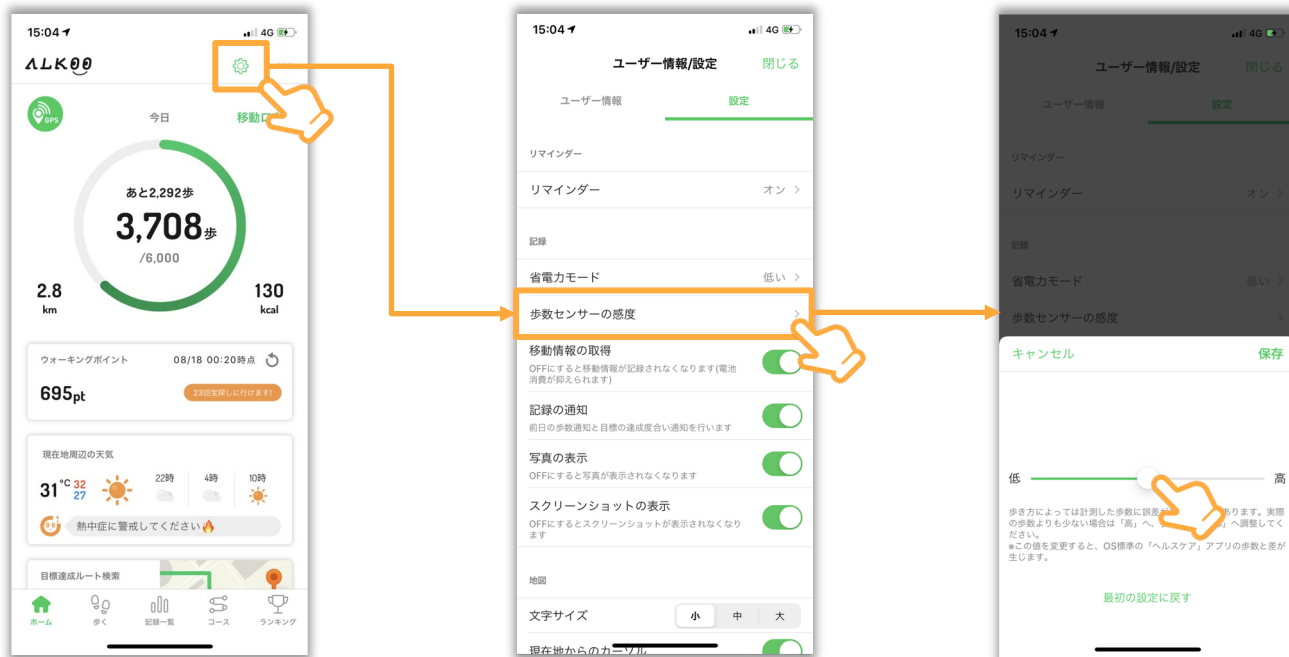 15:04
4G
ALKOO
GPS
今日
移動
あと2,292歩
3,708歩
/6,000
2.8
km
130
kcal
ウォーキングポイント 08/18 00:20時点
695pt
23回宝探しに行けます!
現在地周辺の天気
31℃ 32
27
22時 4時 10時
熱中症に警戒してください
目標達成ルート検索
ホーム 歩く 記録一覧 コース ランキング
15:04
4G
ユーザー情報/設定 閉じる
ユーザー情報 設定
リマインダー
リマインダー オン
記録
省電力モード 低い
歩数センサーの感度
移動情報の取得
OFFにすると移動情報が記録されなくなります(電池
消費が抑えられます)
記録の通知
前日の歩数通知と目標の達成度合い通知を行います
写真の表示
OFFにすると写真が表示されなくなります
スクリーンショットの表示
OFFにするとスクリーンショットが表示されなくなり
ます
地図
文字サイズ 小 中 大
現在地からのカーソル
15:04
4G
ユーザー情報/設定 閉じる
ユーザー情報 設定
リマインダー
リマインダー オン
記録
省電力モード 低い
歩数センサーの感度
キャンセル 保存
低 高
歩き方によっては計測した歩数に誤差が あります。実際
の歩数よりも少ない場合は「高」へ、 へ調整してく
ださい。
※この値を変更すると、OS標準の「ヘルスケア」アプリの歩数と差が
生じます。
最初の設定に戻す